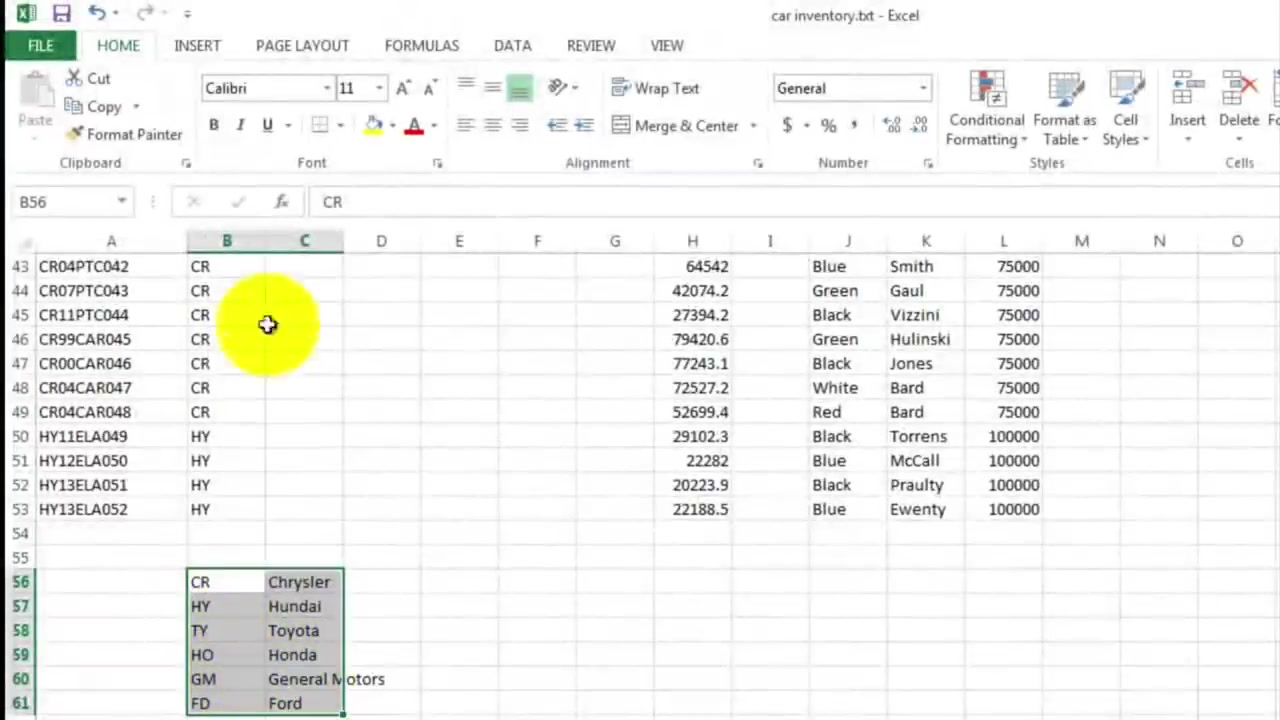 car inventory.txt - Excel
FILE HOME INSERT PAGE LAYOUT FORMULAS DATA REVIEW VIEW
Cut
Copy
Format Painter
Paste
Calibri 11
B I U
Wrap Text
Merge & Center
General
$ % ,
Conditional Formatting
Format as Table
Cell Styles
Insert
Delete
Clipboard Font Alignment Number Styles Cells
B56 fx CR
A B C D E F G H I J K L M N O
43 CR04PTC042 CR 64542 Blue Smith 75000
44 CR07PTC043 CR 42074.2 Green Gaul 75000
45 CR11PTC044 CR 27394.2 Black Vizzini 75000
46 CR99CAR045 CR 79420.6 Green Hulinski 75000
47 CR00CAR046 CR 77243.1 Black Jones 75000
48 CR04CAR047 CR 72527.2 White Bard 75000
49 CR04CAR048 CR 52699.4 Red Bard 75000
50 HY11ELA049 HY 29102.3 Black Torrens 100000
51 HY12ELA050 HY 22282 Blue McCall 100000
52 HY13ELA051 HY 20223.9 Black Praulty 100000
53 HY13ELA052 HY 22188.5 Blue Ewenty 100000
54
55
56 CR Chrysler
57 HY Hundai
58 TY Toyota
59 HO Honda
60 GM General Motors
61 FD Ford